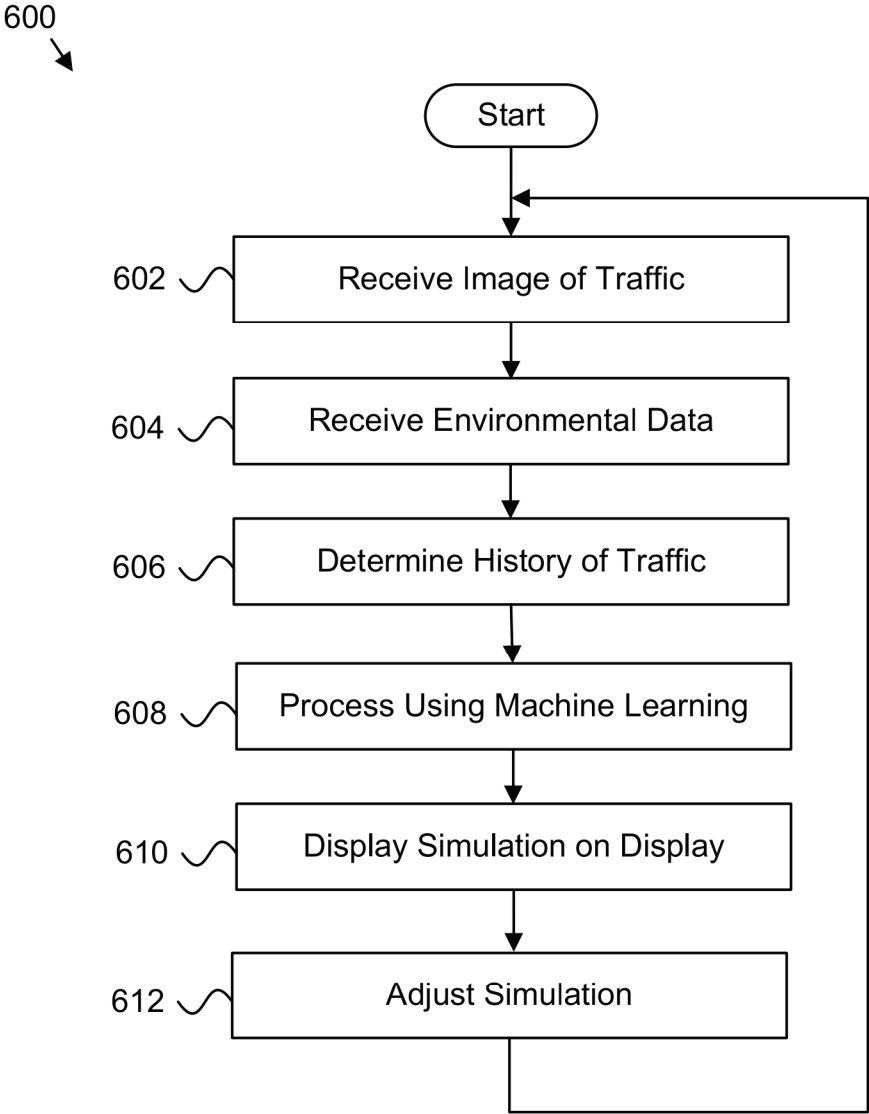 600
Start
602 Receive Image of Traffic
604 Receive Environmental Data
606 Determine History of Traffic
608 Process Using Machine Learning
610 Display Simulation on Display
612 Adjust Simulation